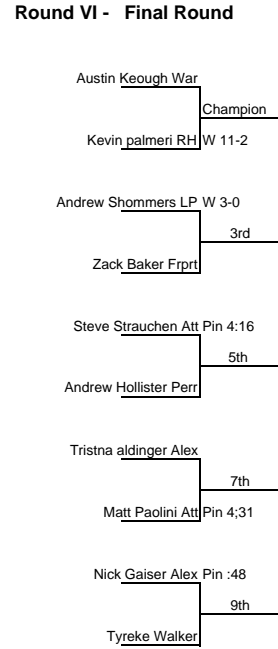 Round VI - Final Round
Austin Keough War
Champion
Kevin palmeri RH W 11-2
Andrew Shommers LP W 3-0
3rd
Zack Baker Frprt
Steve Strauchen Att Pin 4:16
5th
Andrew Hollister Perr
Tristna aldinger Alex
7th
Matt Paolini Att Pin 4;31
Nick Gaiser Alex Pin :48
9th
Tyreke Walker